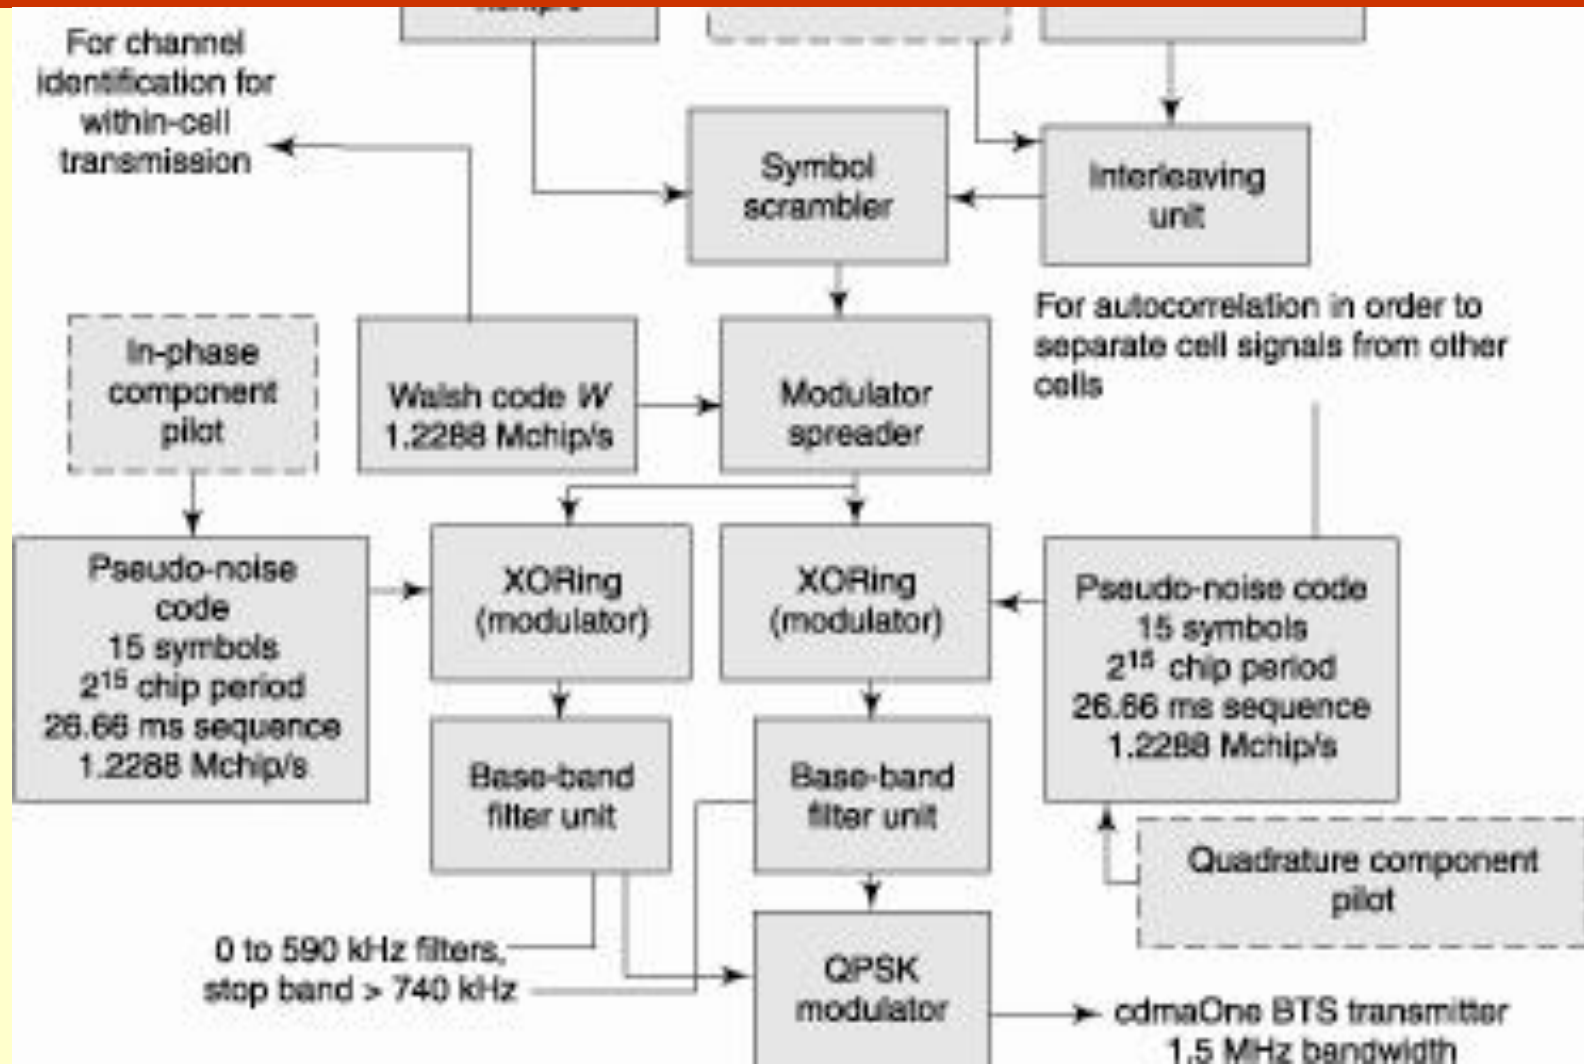 For channel
identification for
within-cell
transmission
Symbol
scrambler
Interleaving
unit
For autocorrelation in order to
separate cell signals from other
cells
In-phase
component
pilot
Walsh code W
1.2288 Mchip/s
Modulator
spreader
Pseudo-noise
code
15 symbols
2¹⁵ chip period
26.66 ms sequence
1.2288 Mchip/s
XORing
(modulator)
XORing
(modulator)
Pseudo-noise code
15 symbols
2¹⁵ chip period
26.66 ms sequence
1.2288 Mchip/s
Base-band
filter unit
Base-band
filter unit
Quadrature component
pilot
0 to 590 kHz filters,
stop band > 740 kHz
QPSK
modulator
cdmaOne BTS transmitter
1.5 MHz bandwidth